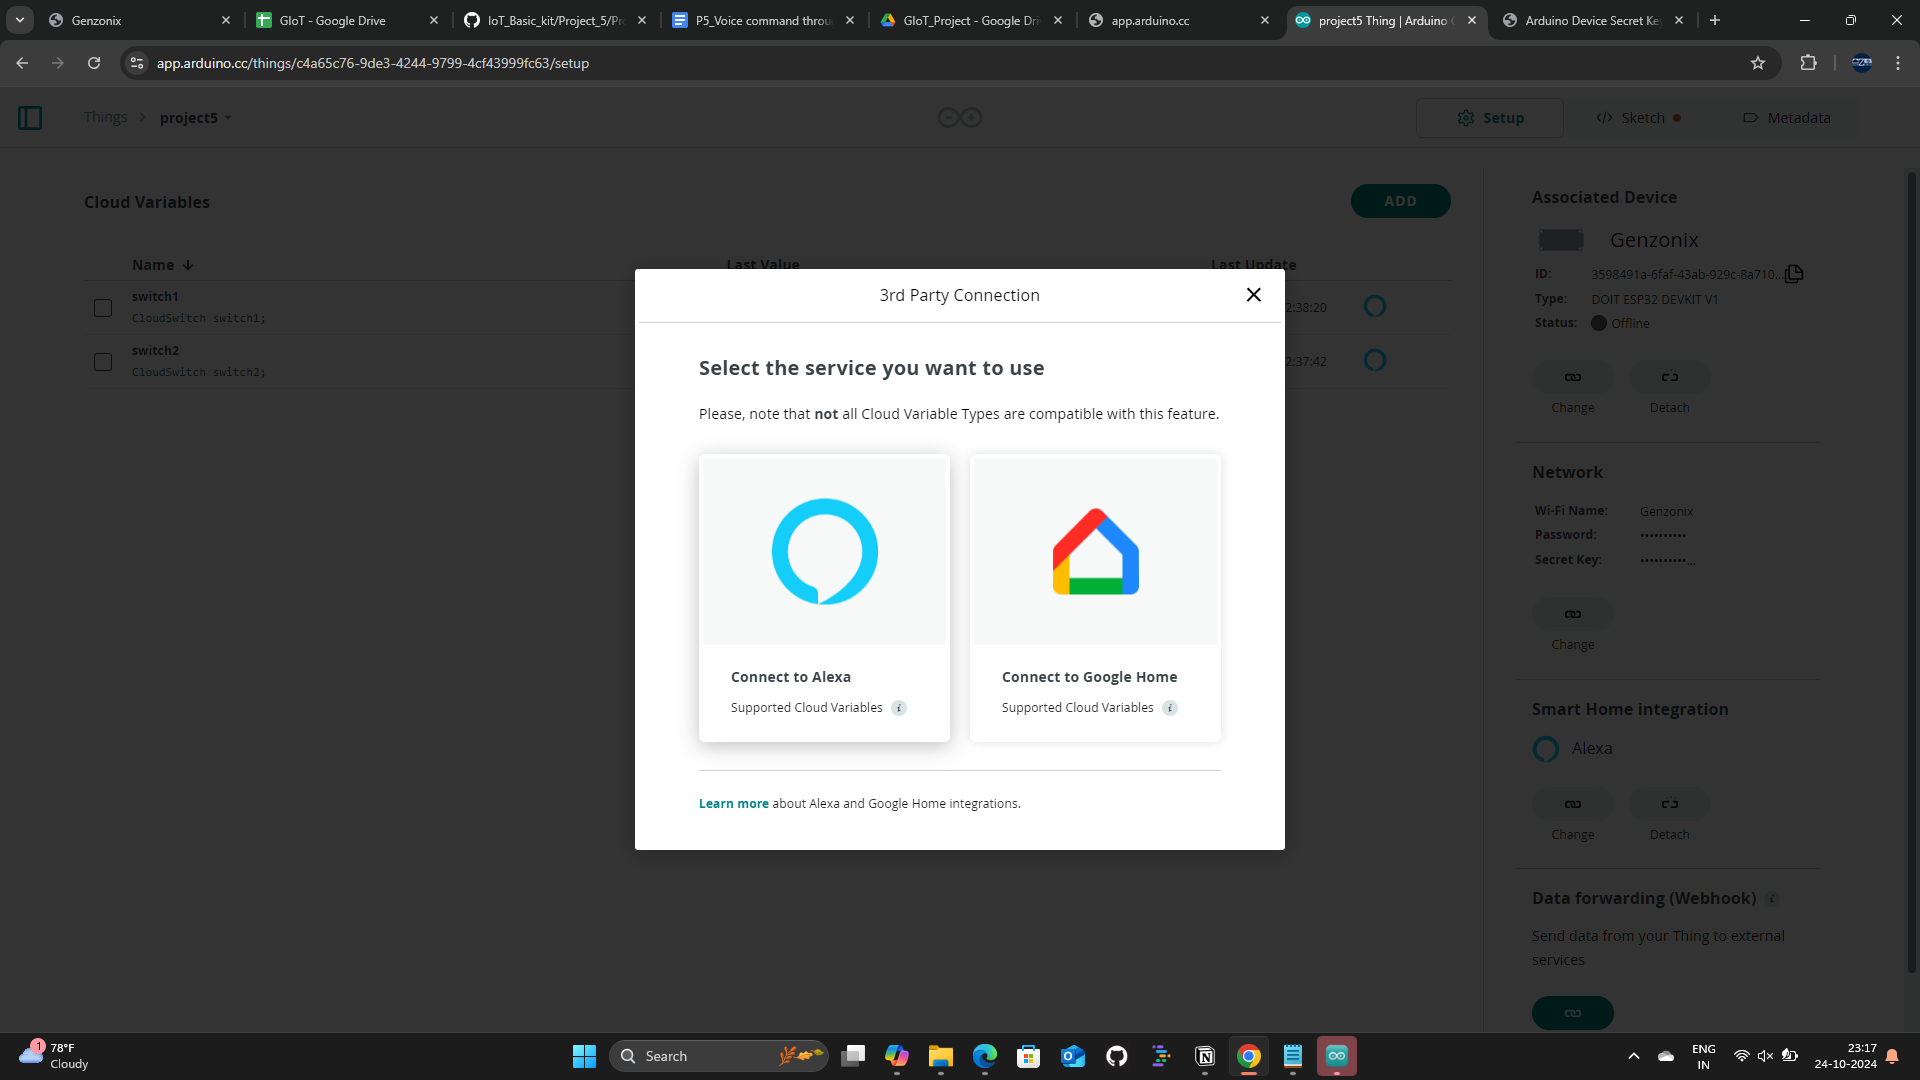 Genzonix
GIoT - Google Drive
IoT_Basic_kit/Project_5/Pr
P5_Voice command throu
GIoT_Project - Google Dri
app.arduino.cc
project5 Thing | Arduino C
Arduino Device Secret Ke
app.arduino.cc/things/c4a65c76-9de3-4244-9799-4cf43999fc63/setup
Things > project5
Setup
</> Sketch
Metadata
Cloud Variables
ADD
Name
Last Value
Last Update
switch1
CloudSwitch switch1;
2:38:20
switch2
CloudSwitch switch2;
2:37:42
3rd Party Connection
Select the service you want to use
Please, note that not all Cloud Variable Types are compatible with this feature.
Connect to Alexa
Supported Cloud Variables i
Connect to Google Home
Supported Cloud Variables i
Learn more about Alexa and Google Home integrations.
Associated Device
Genzonix
ID: 3598491a-6faf-43ab-929c-8a710...
Type: DOIT ESP32 DEVKIT V1
Status: Offline
Change
Detach
Network
Wi-Fi Name: Genzonix
Password: ••••••••••
Secret Key: ••••••••••...
Change
Smart Home integration
Alexa
Change
Detach
Data forwarding (Webhook) i
Send data from your Thing to external
services
1
78°F
Cloudy
Search
ENG
IN
23:17
24-10-2024